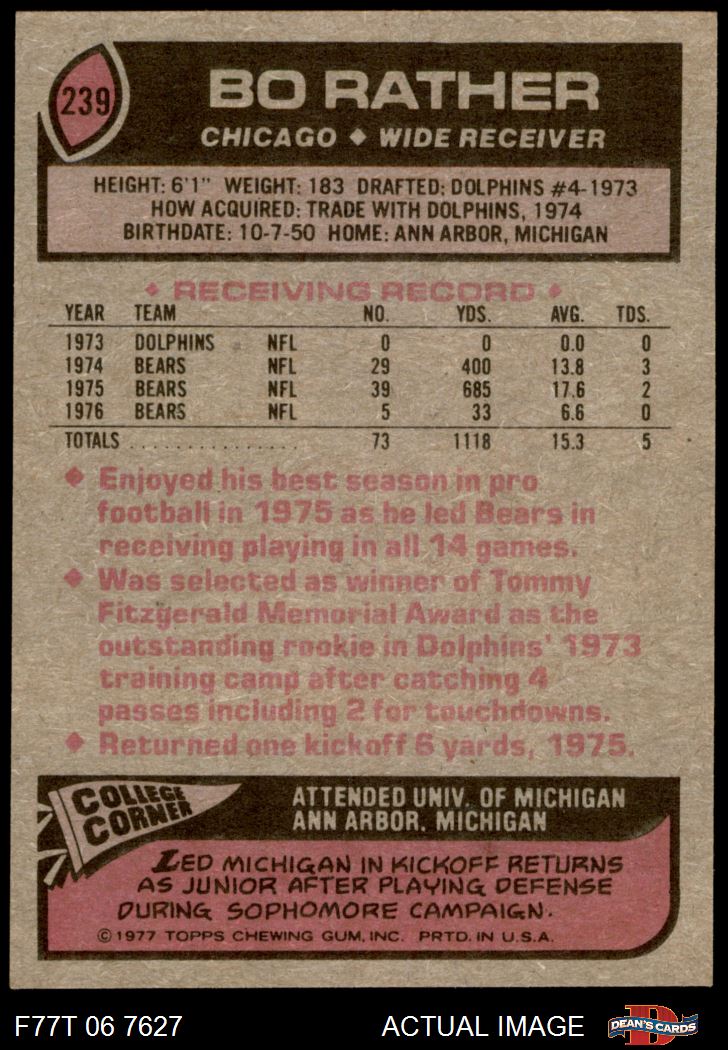 239
BO RATHER
CHICAGO ◆ WIDE RECEIVER
HEIGHT: 6'1" WEIGHT: 183 DRAFTED: DOLPHINS #4-1973
HOW ACQUIRED: TRADE WITH DOLPHINS, 1974
BIRTHDATE: 10-7-50 HOME: ANN ARBOR, MICHIGAN
◆ RECEIVING RECORD ◆
YEAR TEAM NO. YDS. AVG. TDS.
1973 DOLPHINS NFL 0 0 0.0 0
1974 BEARS NFL 29 400 13.8 3
1975 BEARS NFL 39 685 17.6 2
1976 BEARS NFL 5 33 6.6 0
TOTALS ................ 73 1118 15.3 5
◆ Enjoyed his best season in pro
football in 1975 as he led Bears in
receiving playing in all 14 games.
◆ Was selected as winner of Tommy
Fitzgerald Memorial Award as the
outstanding rookie in Dolphins' 1973
training camp after catching 4
passes including 2 for touchdowns.
◆ Returned one kickoff 6 yards, 1975.
COLLEGE
CORNER
ATTENDED UNIV. OF MICHIGAN
ANN ARBOR, MICHIGAN
LED MICHIGAN IN KICKOFF RETURNS
AS JUNIOR AFTER PLAYING DEFENSE
DURING SOPHOMORE CAMPAIGN.
©1977 TOPPS CHEWING GUM, INC. PRTD. IN U.S.A.
F77T 06 7627 ACTUAL IMAGE
D
DEAN'S CARDS